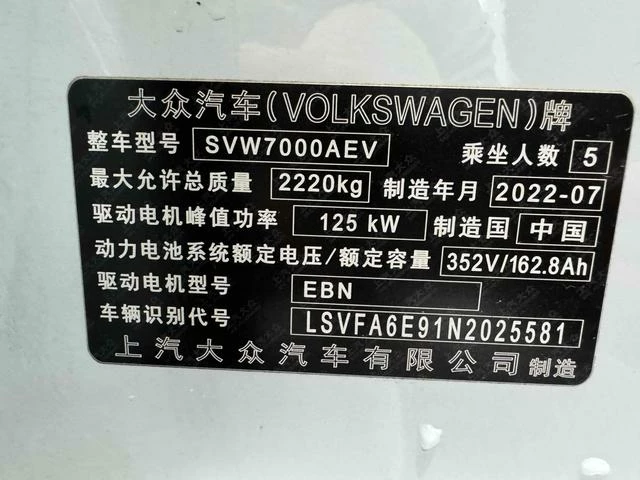 大众汽车(VOLKSWAGEN)牌
整车型号 SVW7000AEV 乘坐人数 5
最大允许总质量 2220kg 制造年月 2022-07
驱动电机峰值功率 125 kW 制造国 中国
动力电池系统额定电压/额定容量 352V/162.8Ah
驱动电机型号 EBN
车辆识别代号 LSVFA6E91N2025581
上汽大众汽车有限公司 制造